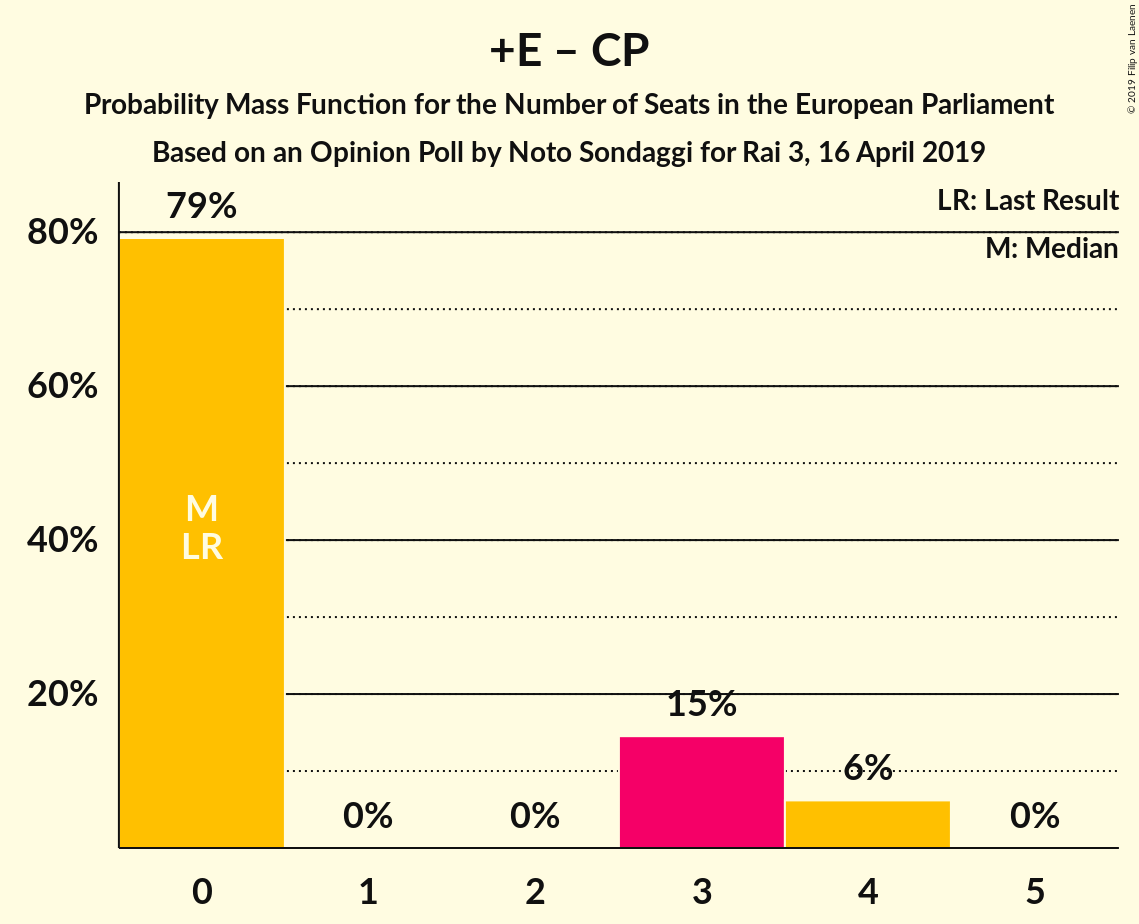 +E – CP
Probability Mass Function for the Number of Seats in the European Parliament
Based on an Opinion Poll by Noto Sondaggi for Rai 3, 16 April 2019
© 2019 Filip van Laenen
LR: Last Result
M: Median
79%
80%
60%
40%
20%
M
LR
0%
0%
15%
6%
0%
0
1
2
3
4
5